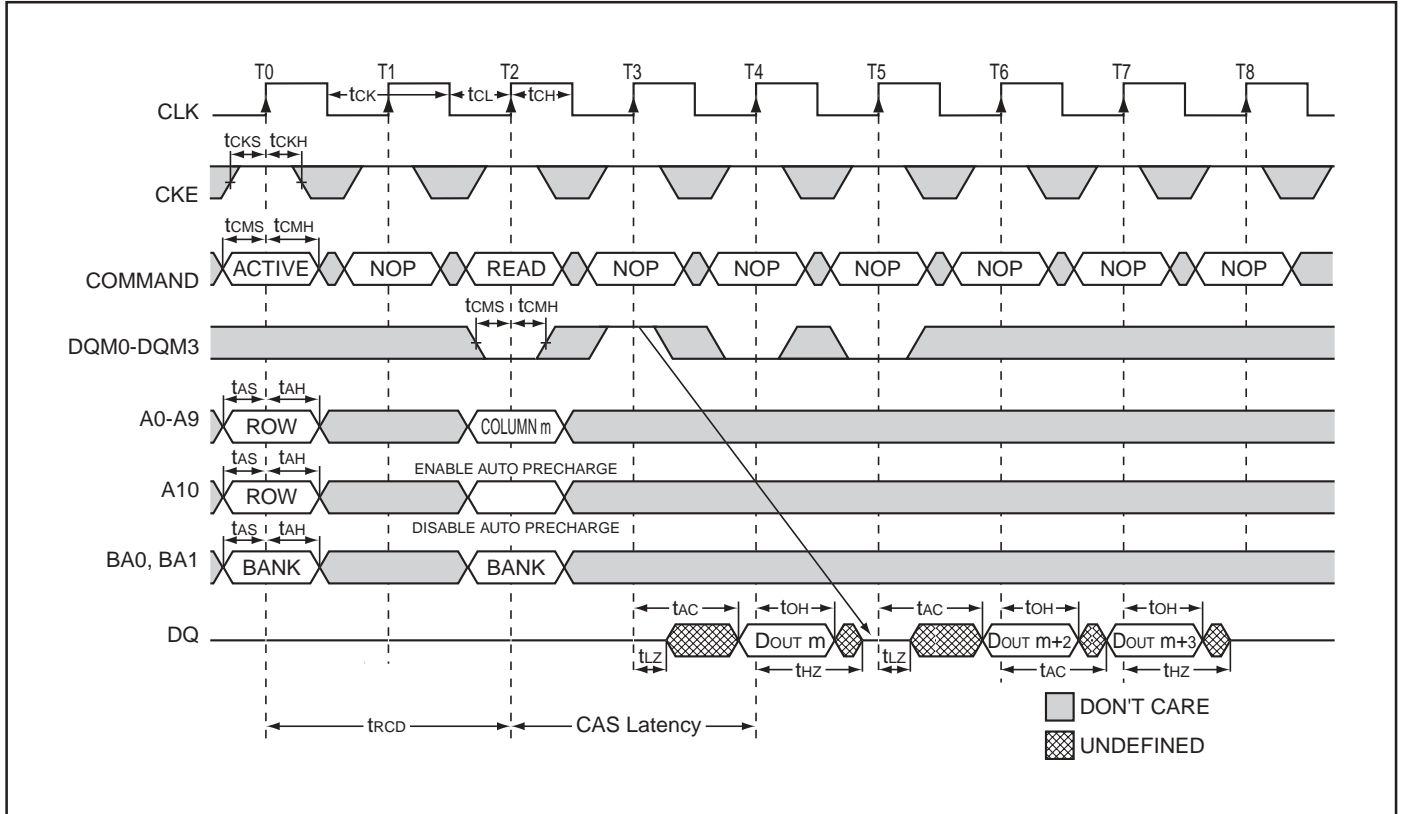 T0 T1 T2 T3 T4 T5 T6 T7 T8
CLK tCK tCL tCH
tCKS tCKH
CKE
tCMS tCMH
COMMAND ACTIVE NOP READ NOP NOP NOP NOP NOP NOP
tCMS tCMH
DQM0-DQM3
tAS tAH
A0-A9 ROW COLUMN m
tAS tAH ENABLE AUTO PRECHARGE
A10 ROW
tAS tAH DISABLE AUTO PRECHARGE
BA0, BA1 BANK BANK
tAC tOH tAC tOH tOH
DQ DOUT m DOUT m+2 DOUT m+3
tLZ tHZ tLZ tAC tHZ
tRCD CAS Latency
DON'T CARE
UNDEFINED